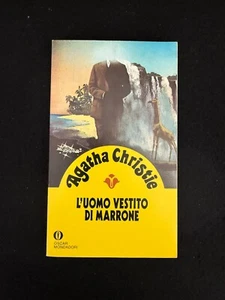 Agatha Christie
L'UOMO VESTITO
DI MARRONE
OSCAR
MONDADORI